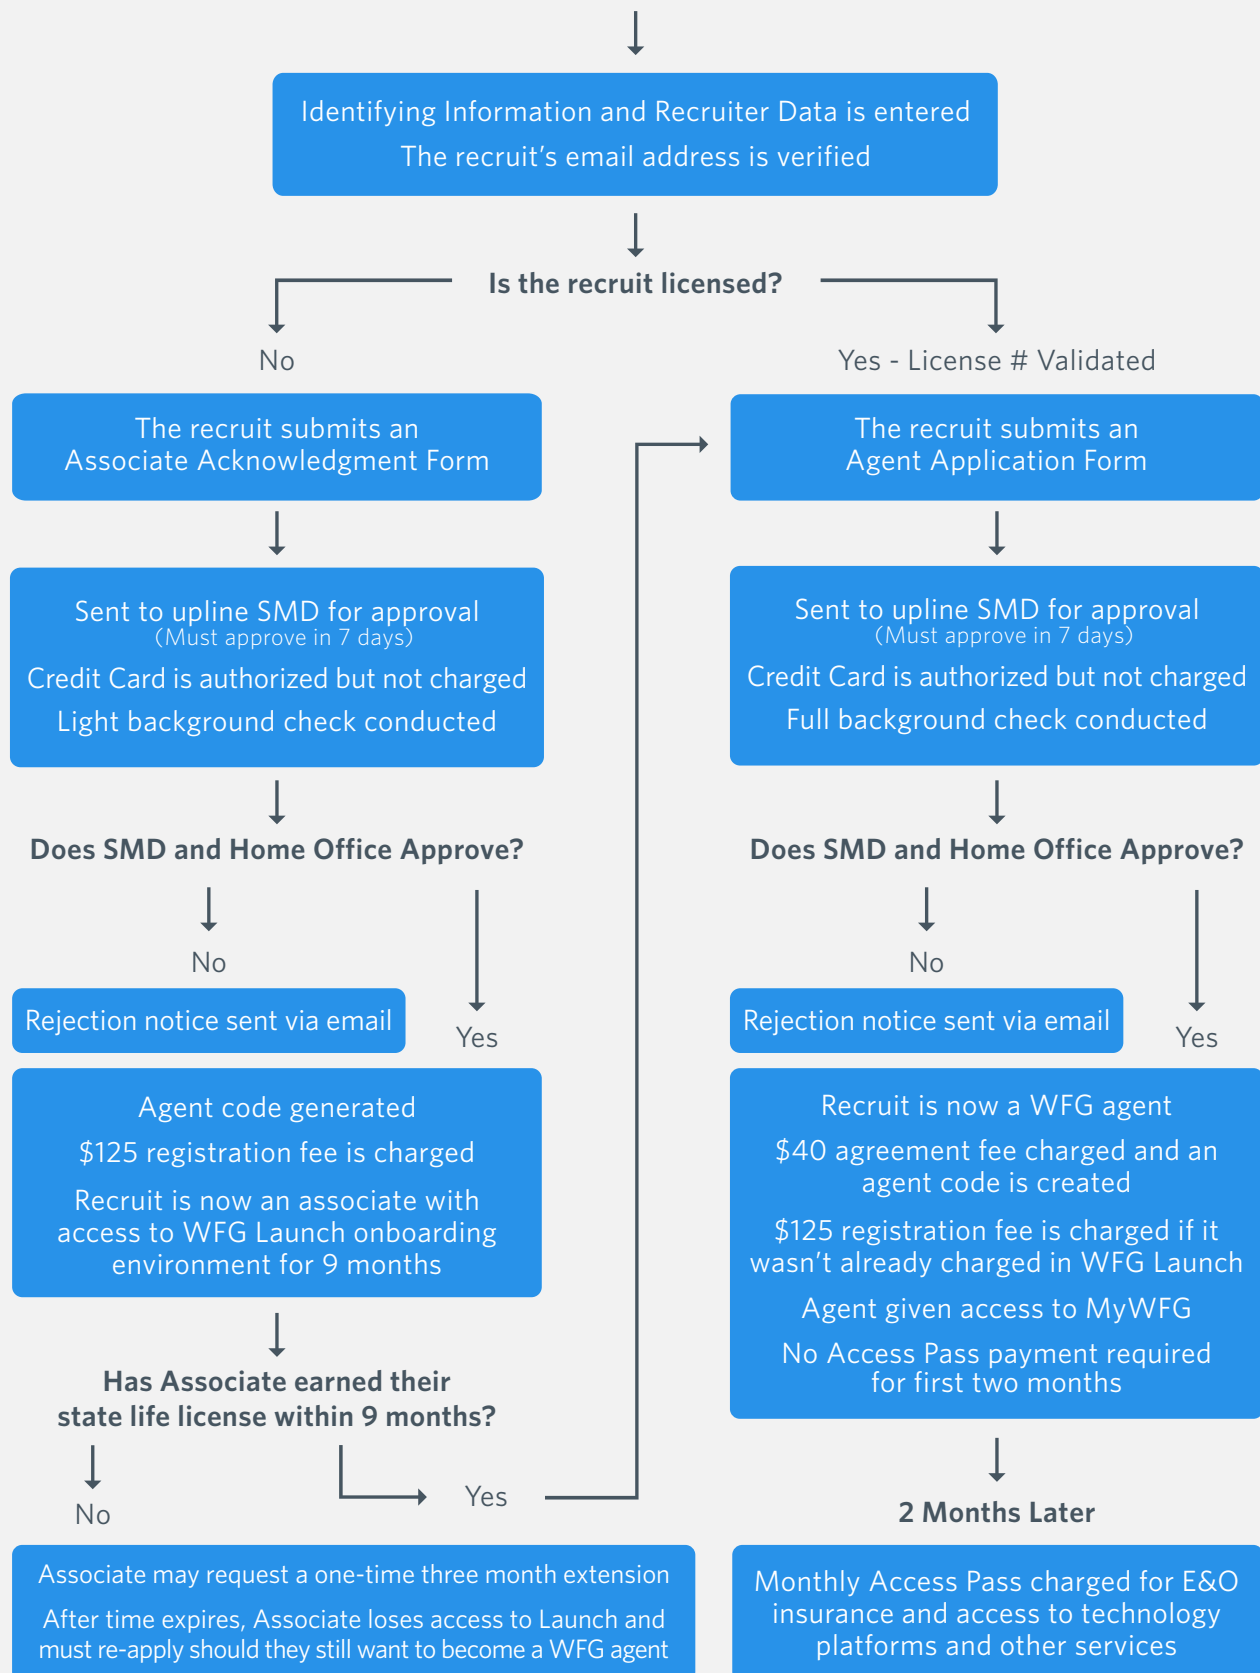 Identifying Information and Recruiter Data is entered
The recruit's email address is verified
Is the recruit licensed?
No
The recruit submits an
Associate Acknowledgment Form
Sent to upline SMD for approval
(Must approve in 7 days)
Credit Card is authorized but not charged
Light background check conducted
Does SMD and Home Office Approve?
No
Rejection notice sent via email
Yes
Agent code generated
$125 registration fee is charged
Recruit is now an associate with
access to WFG Launch onboarding
environment for 9 months
Has Associate earned their
state life license within 9 months?
No
Yes
Associate may request a one-time three month extension
After time expires, Associate loses access to Launch and
must re-apply should they still want to become a WFG agent
Yes - License # Validated
The recruit submits an
Agent Application Form
Sent to upline SMD for approval
(Must approve in 7 days)
Credit Card is authorized but not charged
Full background check conducted
Does SMD and Home Office Approve?
No
Rejection notice sent via email
Yes
Recruit is now a WFG agent
$40 agreement fee charged and an
agent code is created
$125 registration fee is charged if it
wasn't already charged in WFG Launch
Agent given access to MyWFG
No Access Pass payment required
for first two months
2 Months Later
Monthly Access Pass charged for E&O
insurance and access to technology
platforms and other services